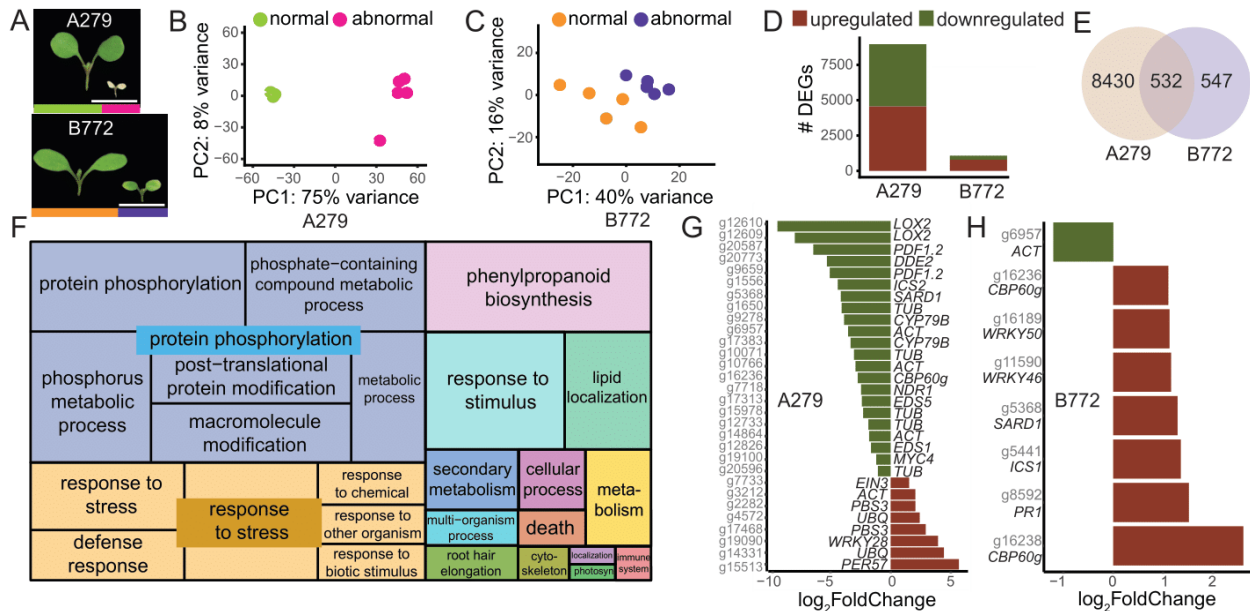 A
A279
B772
B
normal abnormal
PC2: 8% variance
60
30
0
−30
−60
−60 −30 0 30 60
PC1: 75% variance
A279
C
normal abnormal
PC2: 16% variance
20
0
−20
−20 0 20
PC1: 40% variance
B772
D
upregulated downregulated
# DEGs
7500
5000
2500
0
A279 B772
E
8430 532 547
A279 B772
F
protein phosphorylation
phosphate−containing
compound metabolic
process
phenylpropanoid
biosynthesis
protein phosphorylation
phosphorus
metabolic
process
post-translational
protein modification
metabolic
process
macromolecule
modification
response to
stimulus
lipid
localization
response to
stress
response
to chemical
response
to stress
response to
other organism
defense
response
response to
biotic stimulus
secondary
metabolism
cellular
process
meta-
bolism
multi−organism
process
death
root hair
elongation
cyto-
skeleton
localization
photosyn
immune
system
G
g12610 LOX2
g12609 LOX2
g20587 PDF1.2
g20773 DDE2
g9659 PDF1.2
g1556 ICS2
g5368 SARD1
g1650 TUB
g9278 CYP79B
g6957 ACT
g17383 CYP79B
g10071 TUB
g10766 ACT
g16236 CBP60g
g7718 NDR1
g17313 EDS5
g15978 TUB
g12733 TUB
g14864 ACT
g12826 EDS1
g19100 MYC4
g20596 TUB
g7733 EIN3
g3212 ACT
g2282 PBS3
g4572 UBQ
g17468 PBS3
g19090 WRKY28
g14331 UBQ
g15513 PER57
A279
−10 −5 0 5
log2FoldChange
H
g6957
ACT
g16236
CBP60g
g16189
WRKY50
g11590
WRKY46
g5368
SARD1
g5441
ICS1
g8592
PR1
g16238
CBP60g
B772
−1 0 1 2
log2FoldChange